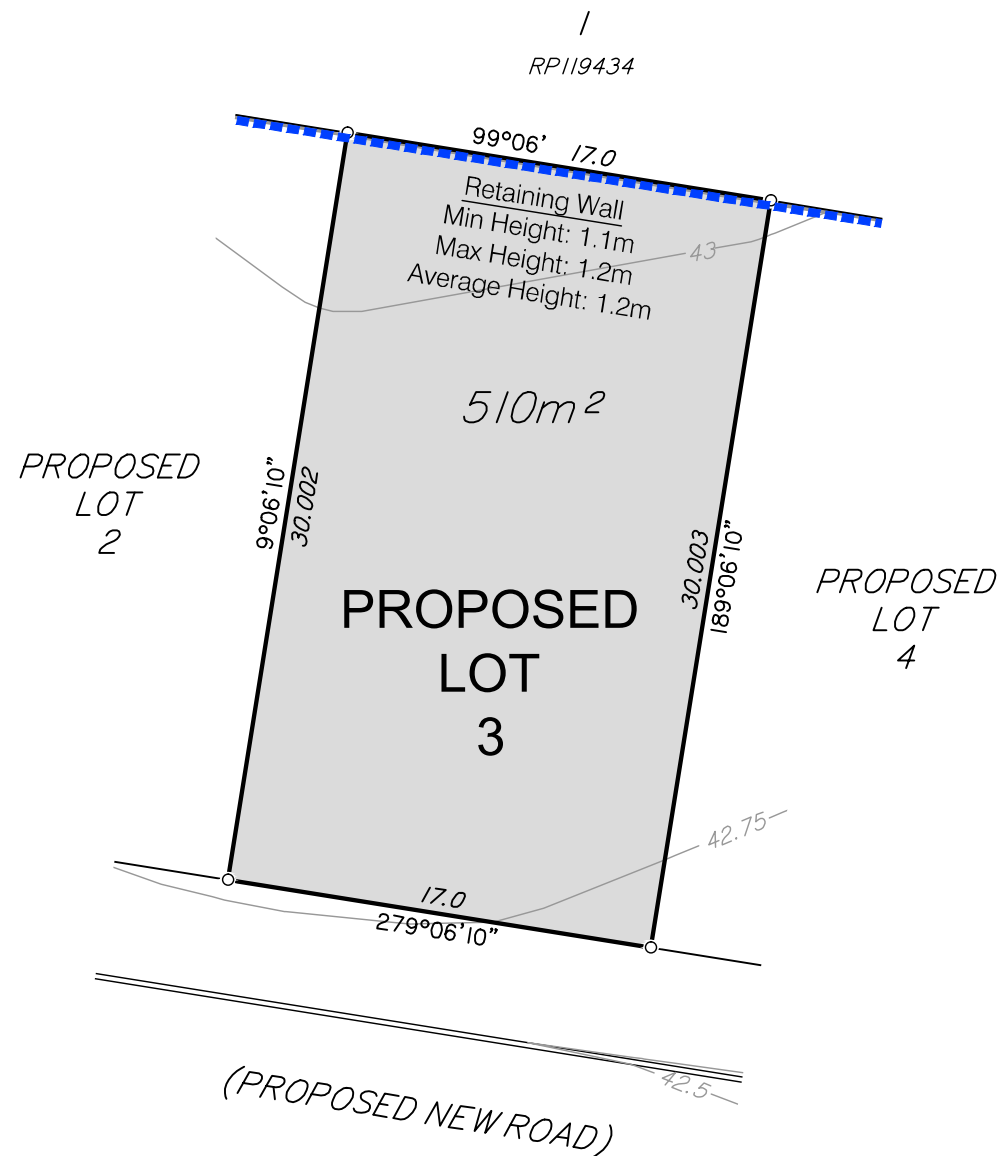 1
RP119434
99°06'
17.0
Retaining Wall
Min Height: 1.1m
Max Height: 1.2m
Average Height: 1.2m
43
510m²
PROPOSED
LOT
2
9°06'10"
30.002
30.003
189°06'10"
PROPOSED
LOT
4
PROPOSED
LOT
3
42.75
17.0
279°06'10"
42.5
(PROPOSED NEW ROAD)